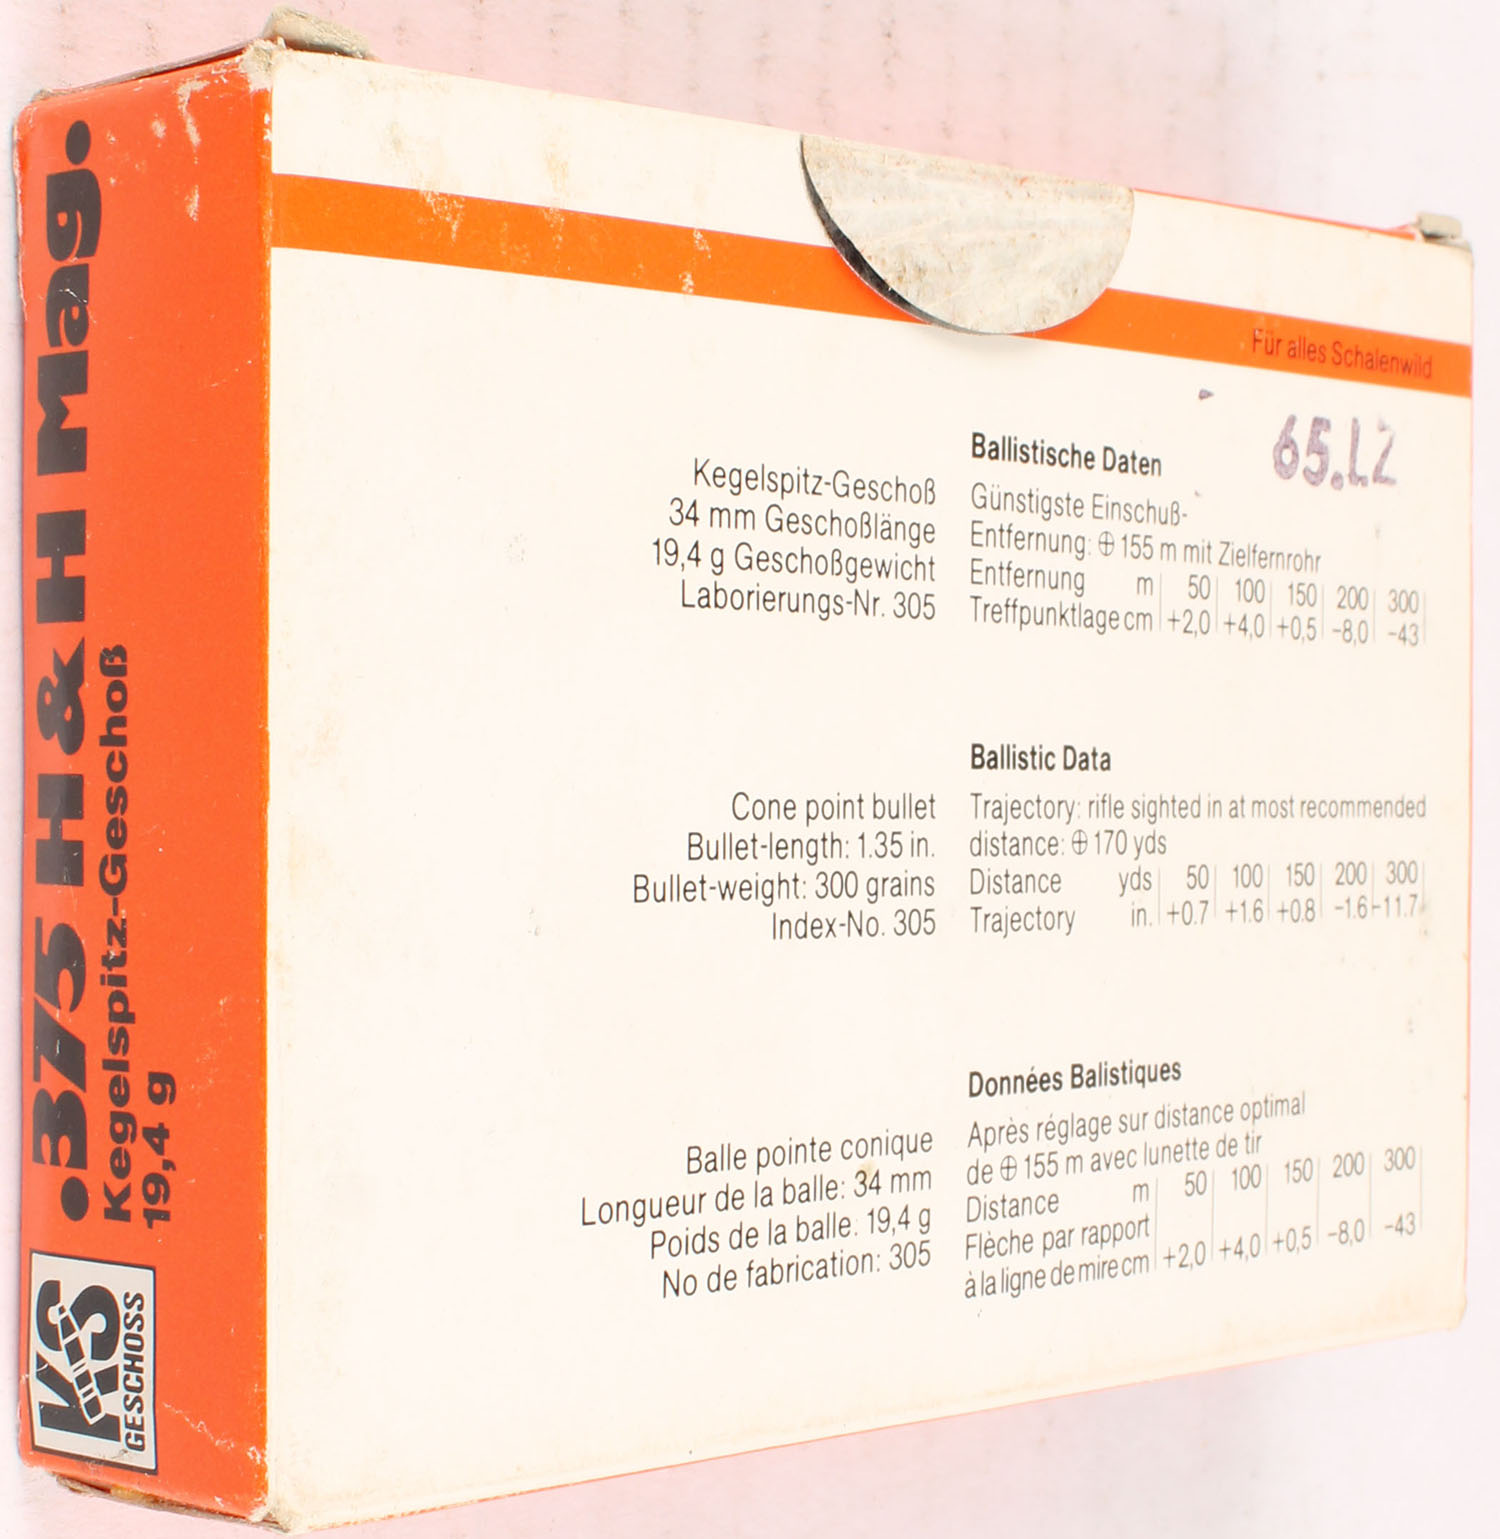 .375 H & H Mag.
Kegelspitz-Geschoß
19,4 g
KS
GESCHOSS
Für alles Schalenwild
65.LZ
Kegelspitz-Geschoß
34 mm Geschoßlänge
19,4 g Geschoßgewicht
Laborierungs-Nr. 305
Ballistische Daten
Günstigste Einschuß-
Entfernung: ⊕ 155 m mit Zielfernrohr
Entfernung m 50 100 150 200 300
Treffpunktlage cm +2,0 +4,0 +0,5 -8,0 -43
Cone point bullet
Bullet-length: 1.35 in.
Bullet-weight: 300 grains
Index-No. 305
Ballistic Data
Trajectory: rifle sighted in at most recommended
distance: ⊕ 170 yds
Distance yds 50 100 150 200 300
Trajectory in. +0.7 +1.6 +0.8 -1.6 -11.7
Balle pointe conique
Longueur de la balle: 34 mm
Poids de la balle: 19,4 g
No de fabrication: 305
Données Balistiques
Après réglage sur distance optimal
de ⊕ 155 m avec lunette de tir
Distance m 50 100 150 200 300
Flèche par rapport
à la ligne de mire cm +2,0 +4,0 +0,5 -8,0 -43